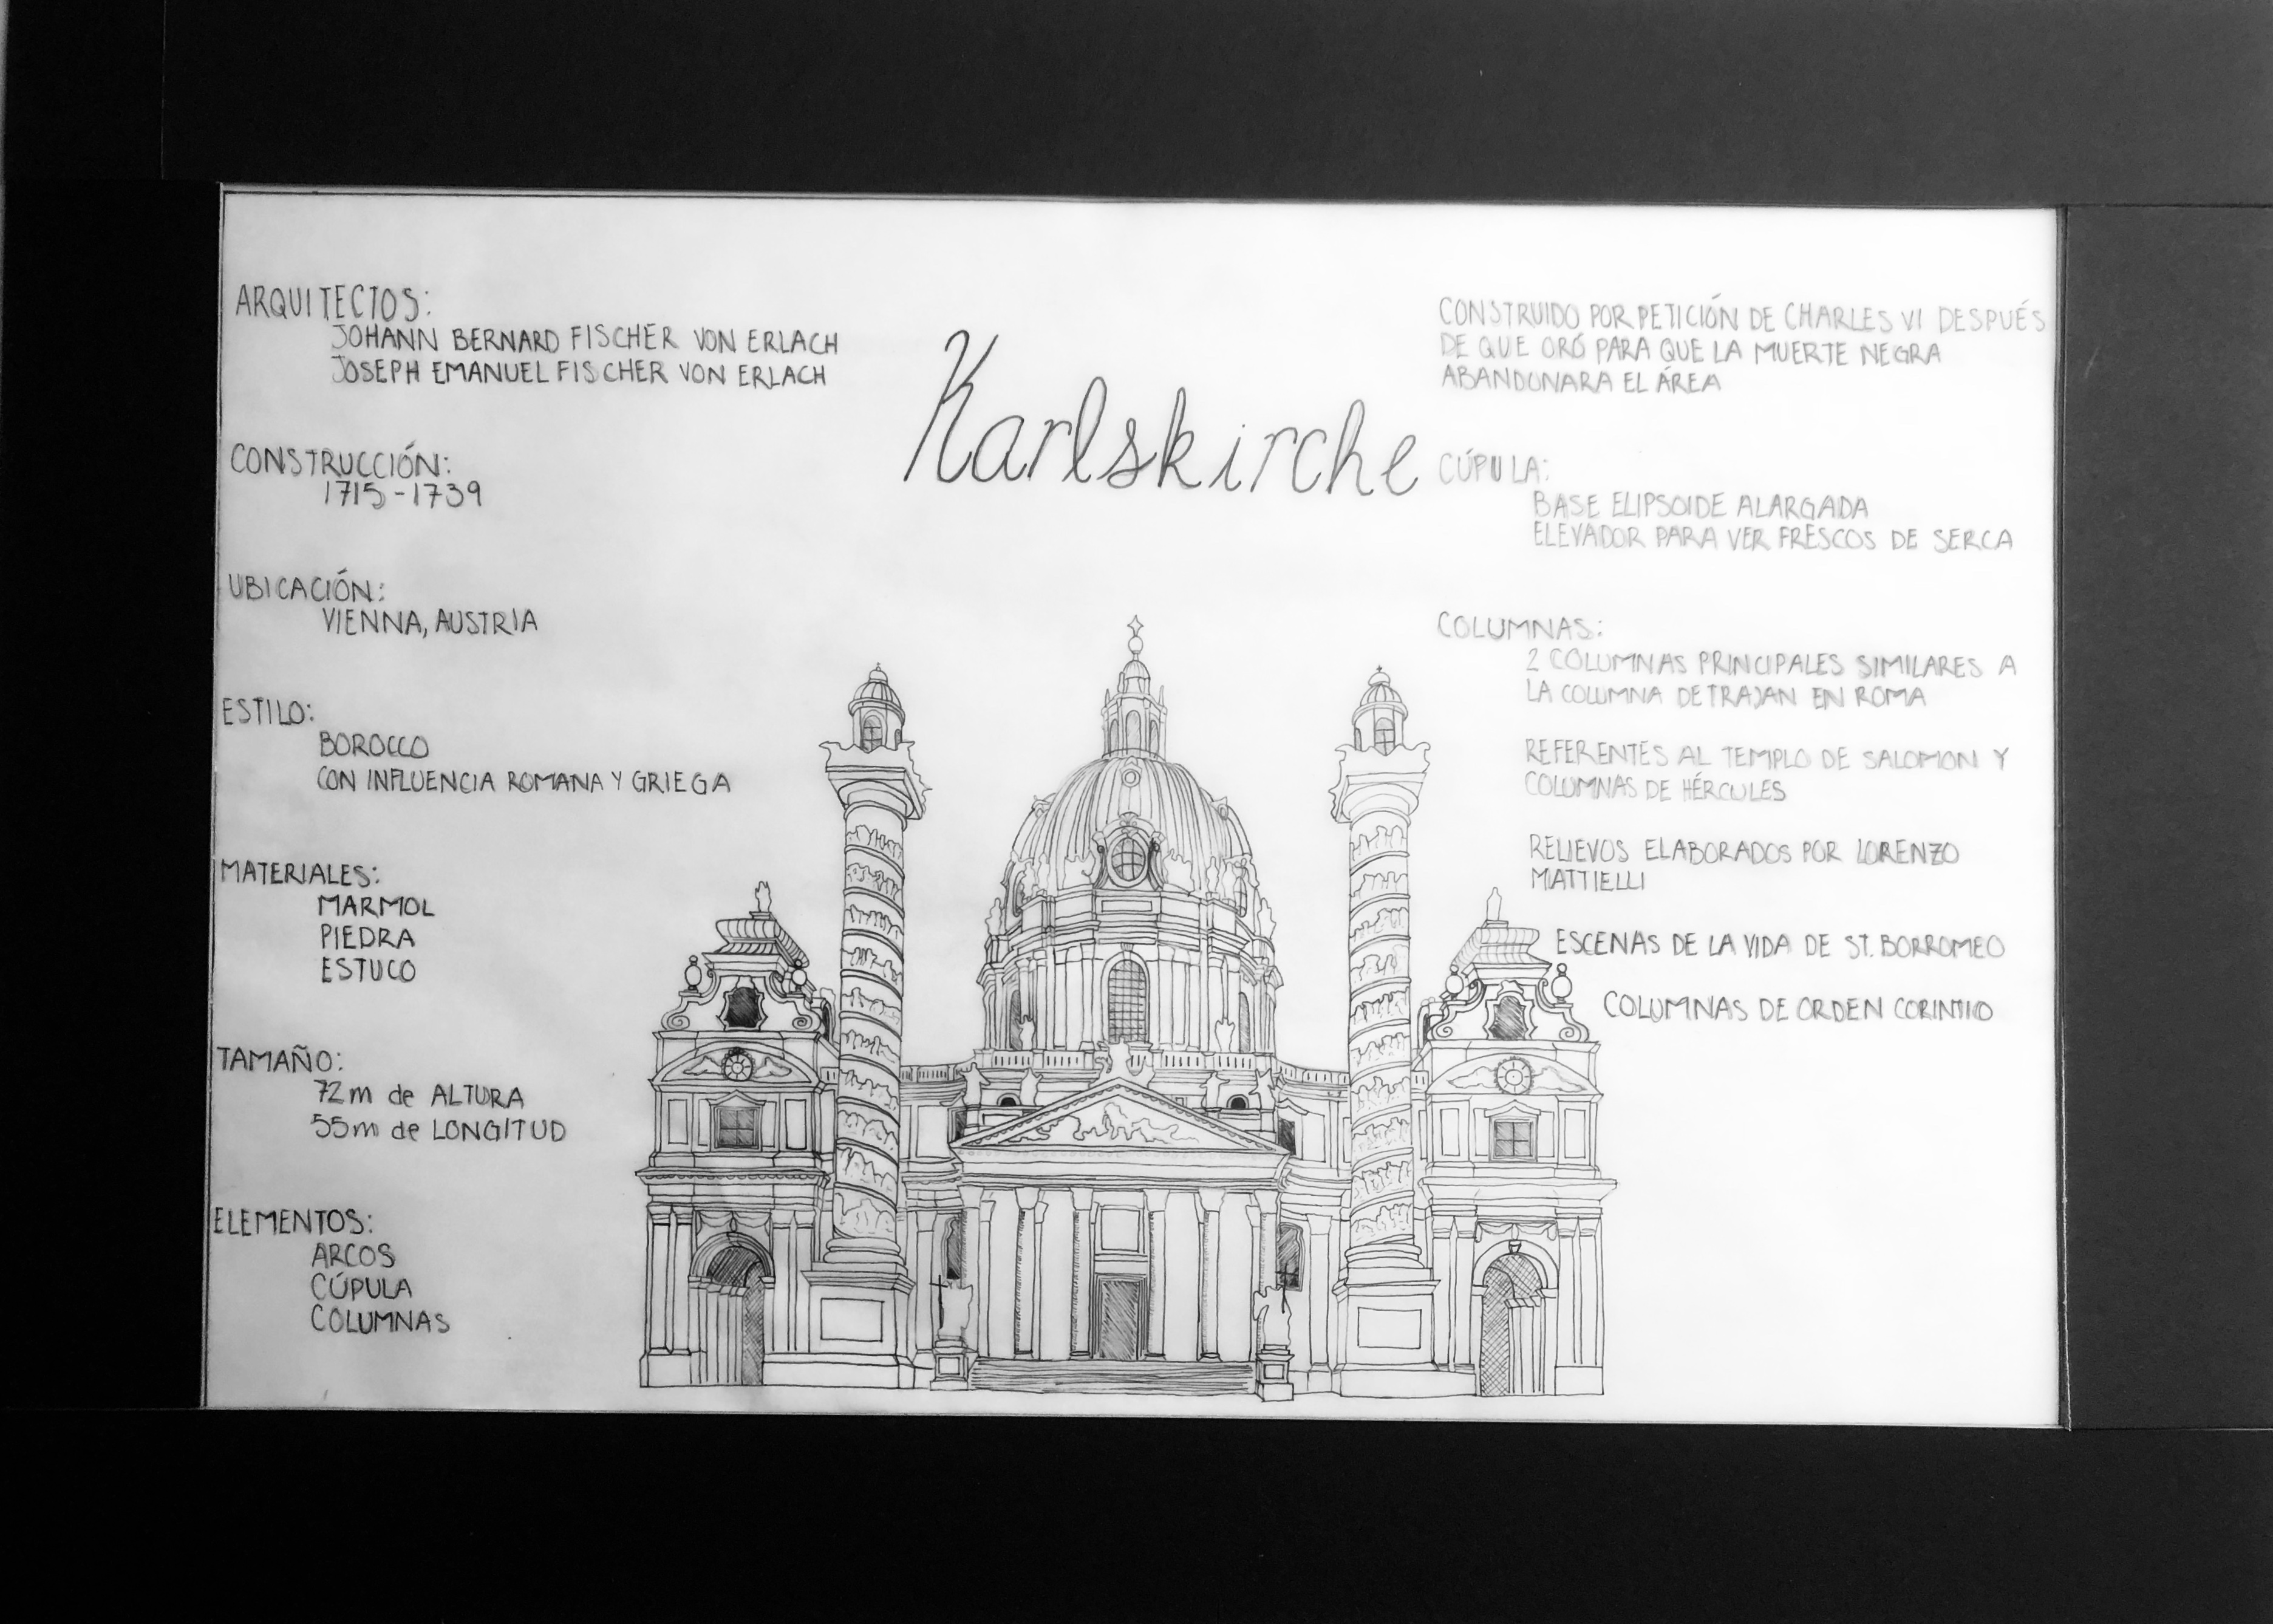 Karlskirche
ARQUITECTOS:
JOHANN BERNARD FISCHER VON ERLACH
JOSEPH EMANUEL FISCHER VON ERLACH
CONSTRUCCIÓN:
1715-1739
UBICACIÓN:
VIENNA, AUSTRIA
ESTILO:
BOROCCO
CON INFLUENCIA ROMANA Y GRIEGA
MATERIALES:
MARMOL
PIEDRA
ESTUCO
TAMAÑO:
72m de ALTURA
55m de LONGITUD
ELEMENTOS:
ARCOS
CÚPULA
COLUMNAS
CONSTRUIDO POR PETICIÓN DE CHARLES VI DESPUÉS
DE QUE ORÓ PARA QUE LA MUERTE NEGRA
ABANDONARA EL ÁREA
CÚPULA:
BASE ELIPSOIDE ALARGADA
ELEVADOR PARA VER FRESCOS DE SERCA
COLUMNAS:
2 COLUMNAS PRINCIPALES SIMILARES A
LA COLUMNA DE TRAJAN EN ROMA
REFERENTES AL TEMPLO DE SALOMON Y
COLUMNAS DE HÉRCULES
RELIEVOS ELABORADOS POR LORENZO
MATTIELLI
ESCENAS DE LA VIDA DE ST. BORROMEO
COLUMNAS DE ORDEN CORINTIO